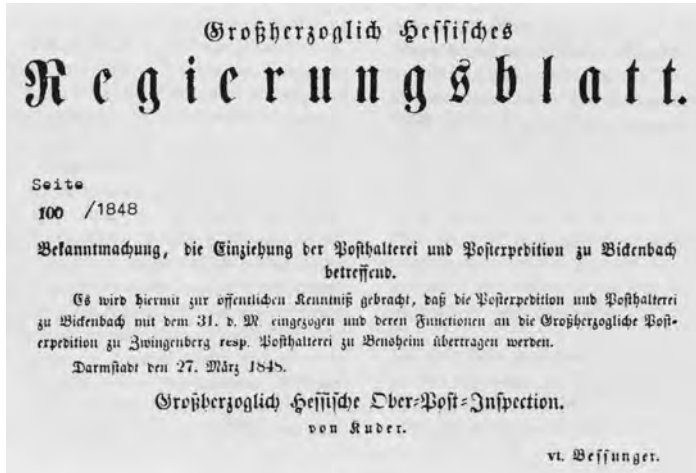 Großherzoglich Hessisches
Regierungsblatt.
Seite
100 /1848
Bekanntmachung, die Einziehung der Posthalterei und Postexpedition zu Bickenbach
betreffend.
Es wird hiermit zur öffentlichen Kenntniß gebracht, daß die Postexpedition und Posthalterei
zu Bickenbach mit dem 31. d. M. eingezogen und deren Functionen an die Großherzogliche Post-
expedition zu Zwingenberg resp. Posthalterei zu Bensheim übertragen werden.
Darmstadt den 27. März 1848.
Großherzoglich Hessische Ober-Post-Inspection.
von Kuder.
vt. Bessunger.